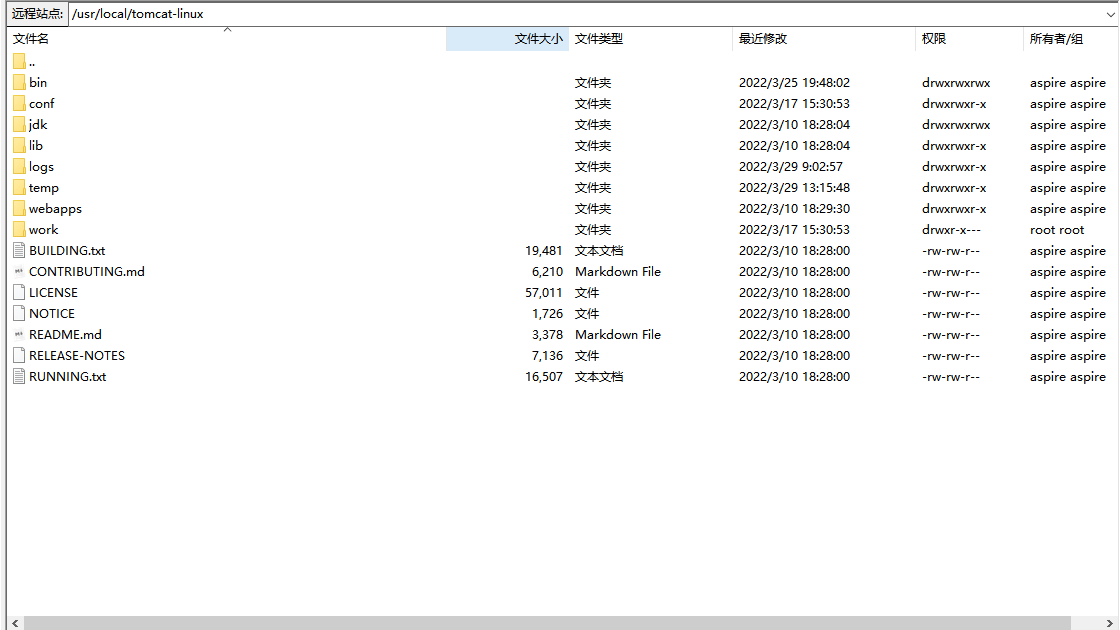 远程站点: /usr/local/tomcat-linux
文件名 文件大小 文件类型 最近修改 权限 所有者/组
..
bin 文件夹 2022/3/25 19:48:02 drwxrwxrwx aspire aspire
conf 文件夹 2022/3/17 15:30:53 drwxrwxr-x aspire aspire
jdk 文件夹 2022/3/10 18:28:04 drwxrwxrwx aspire aspire
lib 文件夹 2022/3/10 18:28:04 drwxrwxr-x aspire aspire
logs 文件夹 2022/3/29 9:02:57 drwxrwxr-x aspire aspire
temp 文件夹 2022/3/29 13:15:48 drwxrwxr-x aspire aspire
webapps 文件夹 2022/3/10 18:29:30 drwxrwxr-x aspire aspire
work 文件夹 2022/3/17 15:30:53 drwxr-x--- root root
BUILDING.txt 19,481 文本文档 2022/3/10 18:28:00 -rw-rw-r-- aspire aspire
CONTRIBUTING.md 6,210 Markdown File 2022/3/10 18:28:00 -rw-rw-r-- aspire aspire
LICENSE 57,011 文件 2022/3/10 18:28:00 -rw-rw-r-- aspire aspire
NOTICE 1,726 文件 2022/3/10 18:28:00 -rw-rw-r-- aspire aspire
README.md 3,378 Markdown File 2022/3/10 18:28:00 -rw-rw-r-- aspire aspire
RELEASE-NOTES 7,136 文件 2022/3/10 18:28:00 -rw-rw-r-- aspire aspire
RUNNING.txt 16,507 文本文档 2022/3/10 18:28:00 -rw-rw-r-- aspire aspire